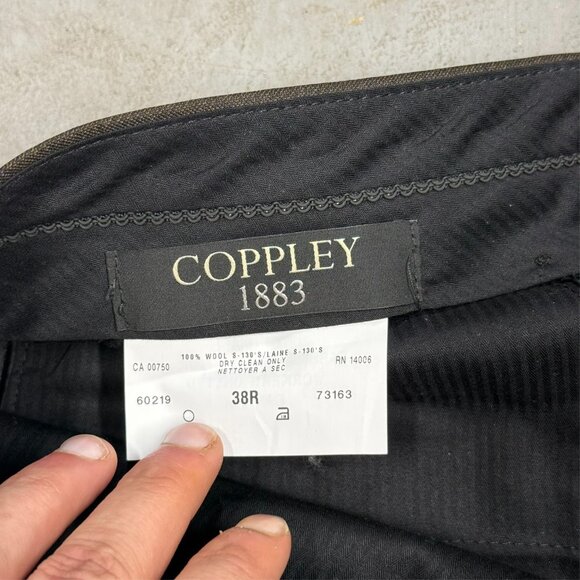 COPPLEY
1883
100% WOOL S-130'S/LAINE S-130'S
CA 00750 DRY CLEAN ONLY RN 14006
NETTOYER A SEC
60219 38R 73163